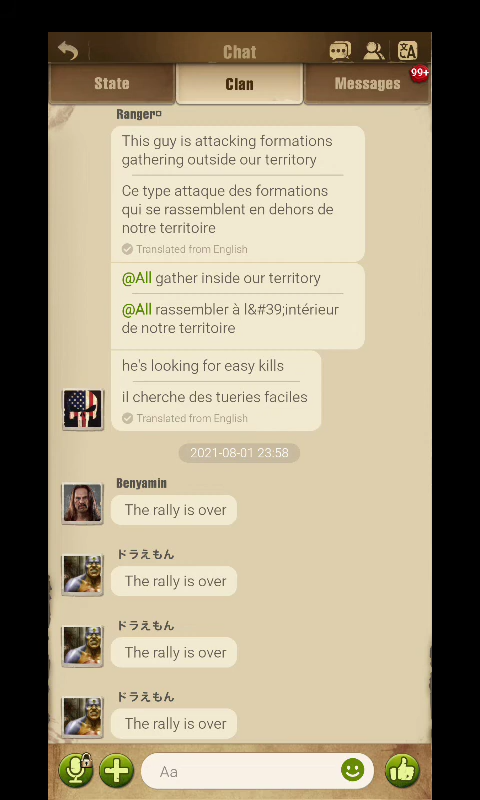 Chat
State
Clan
Messages
99+
Ranger¤
This guy is attacking formations
gathering outside our territory
Ce type attaque des formations
qui se rassemblent en dehors de
notre territoire
Translated from English
@All gather inside our territory
@All rassembler à l&#39;intérieur
de notre territoire
he's looking for easy kills
il cherche des tueries faciles
Translated from English
2021-08-01 23:58
Benyamin
The rally is over
ドラえもん
The rally is over
ドラえもん
The rally is over
ドラえもん
The rally is over
Aa